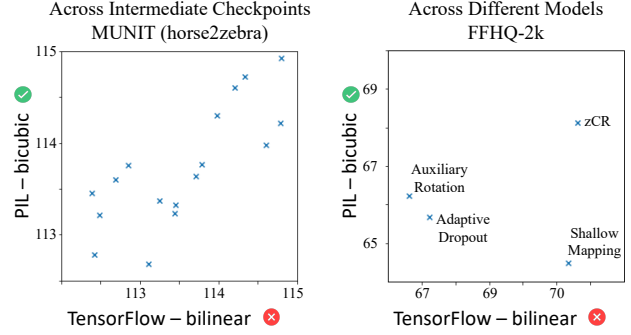 Across Intermediate Checkpoints
MUNIT (horse2zebra)
115
114
113
113
114
115
PIL – bicubic
TensorFlow – bilinear
Across Different Models
FFHQ-2k
69
67
65
67
69
70
PIL – bicubic
zCR
Auxiliary
Rotation
Adaptive
Dropout
Shallow
Mapping
TensorFlow – bilinear